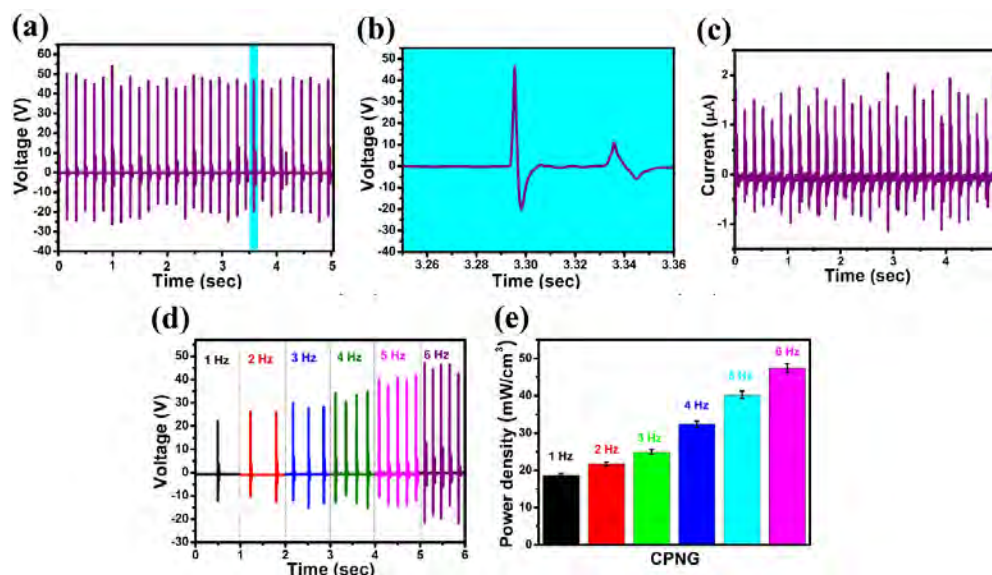 (a)
Voltage (V)
60
50
40
30
20
10
0
-10
-20
-30
-40
0 1 2 3 4 5
Time (sec)
(b)
Voltage (V)
50
40
30
20
10
0
-10
-20
-30
-40
3.26 3.28 3.30 3.32 3.34 3.36
Time (sec)
(c)
Current (µA)
2
1
0
-1
0 1 2 3 4
Time (sec)
(d)
Voltage (V)
50
40
30
20
10
0
-10
-20
-30
1 Hz 2 Hz 3 Hz 4 Hz 5 Hz 6 Hz
0 1 2 3 4 5 6
Time (sec)
(e)
Power density (mW/cm³)
50
40
30
20
10
0
1 Hz 2 Hz 3 Hz 4 Hz 5 Hz 6 Hz
CPNG